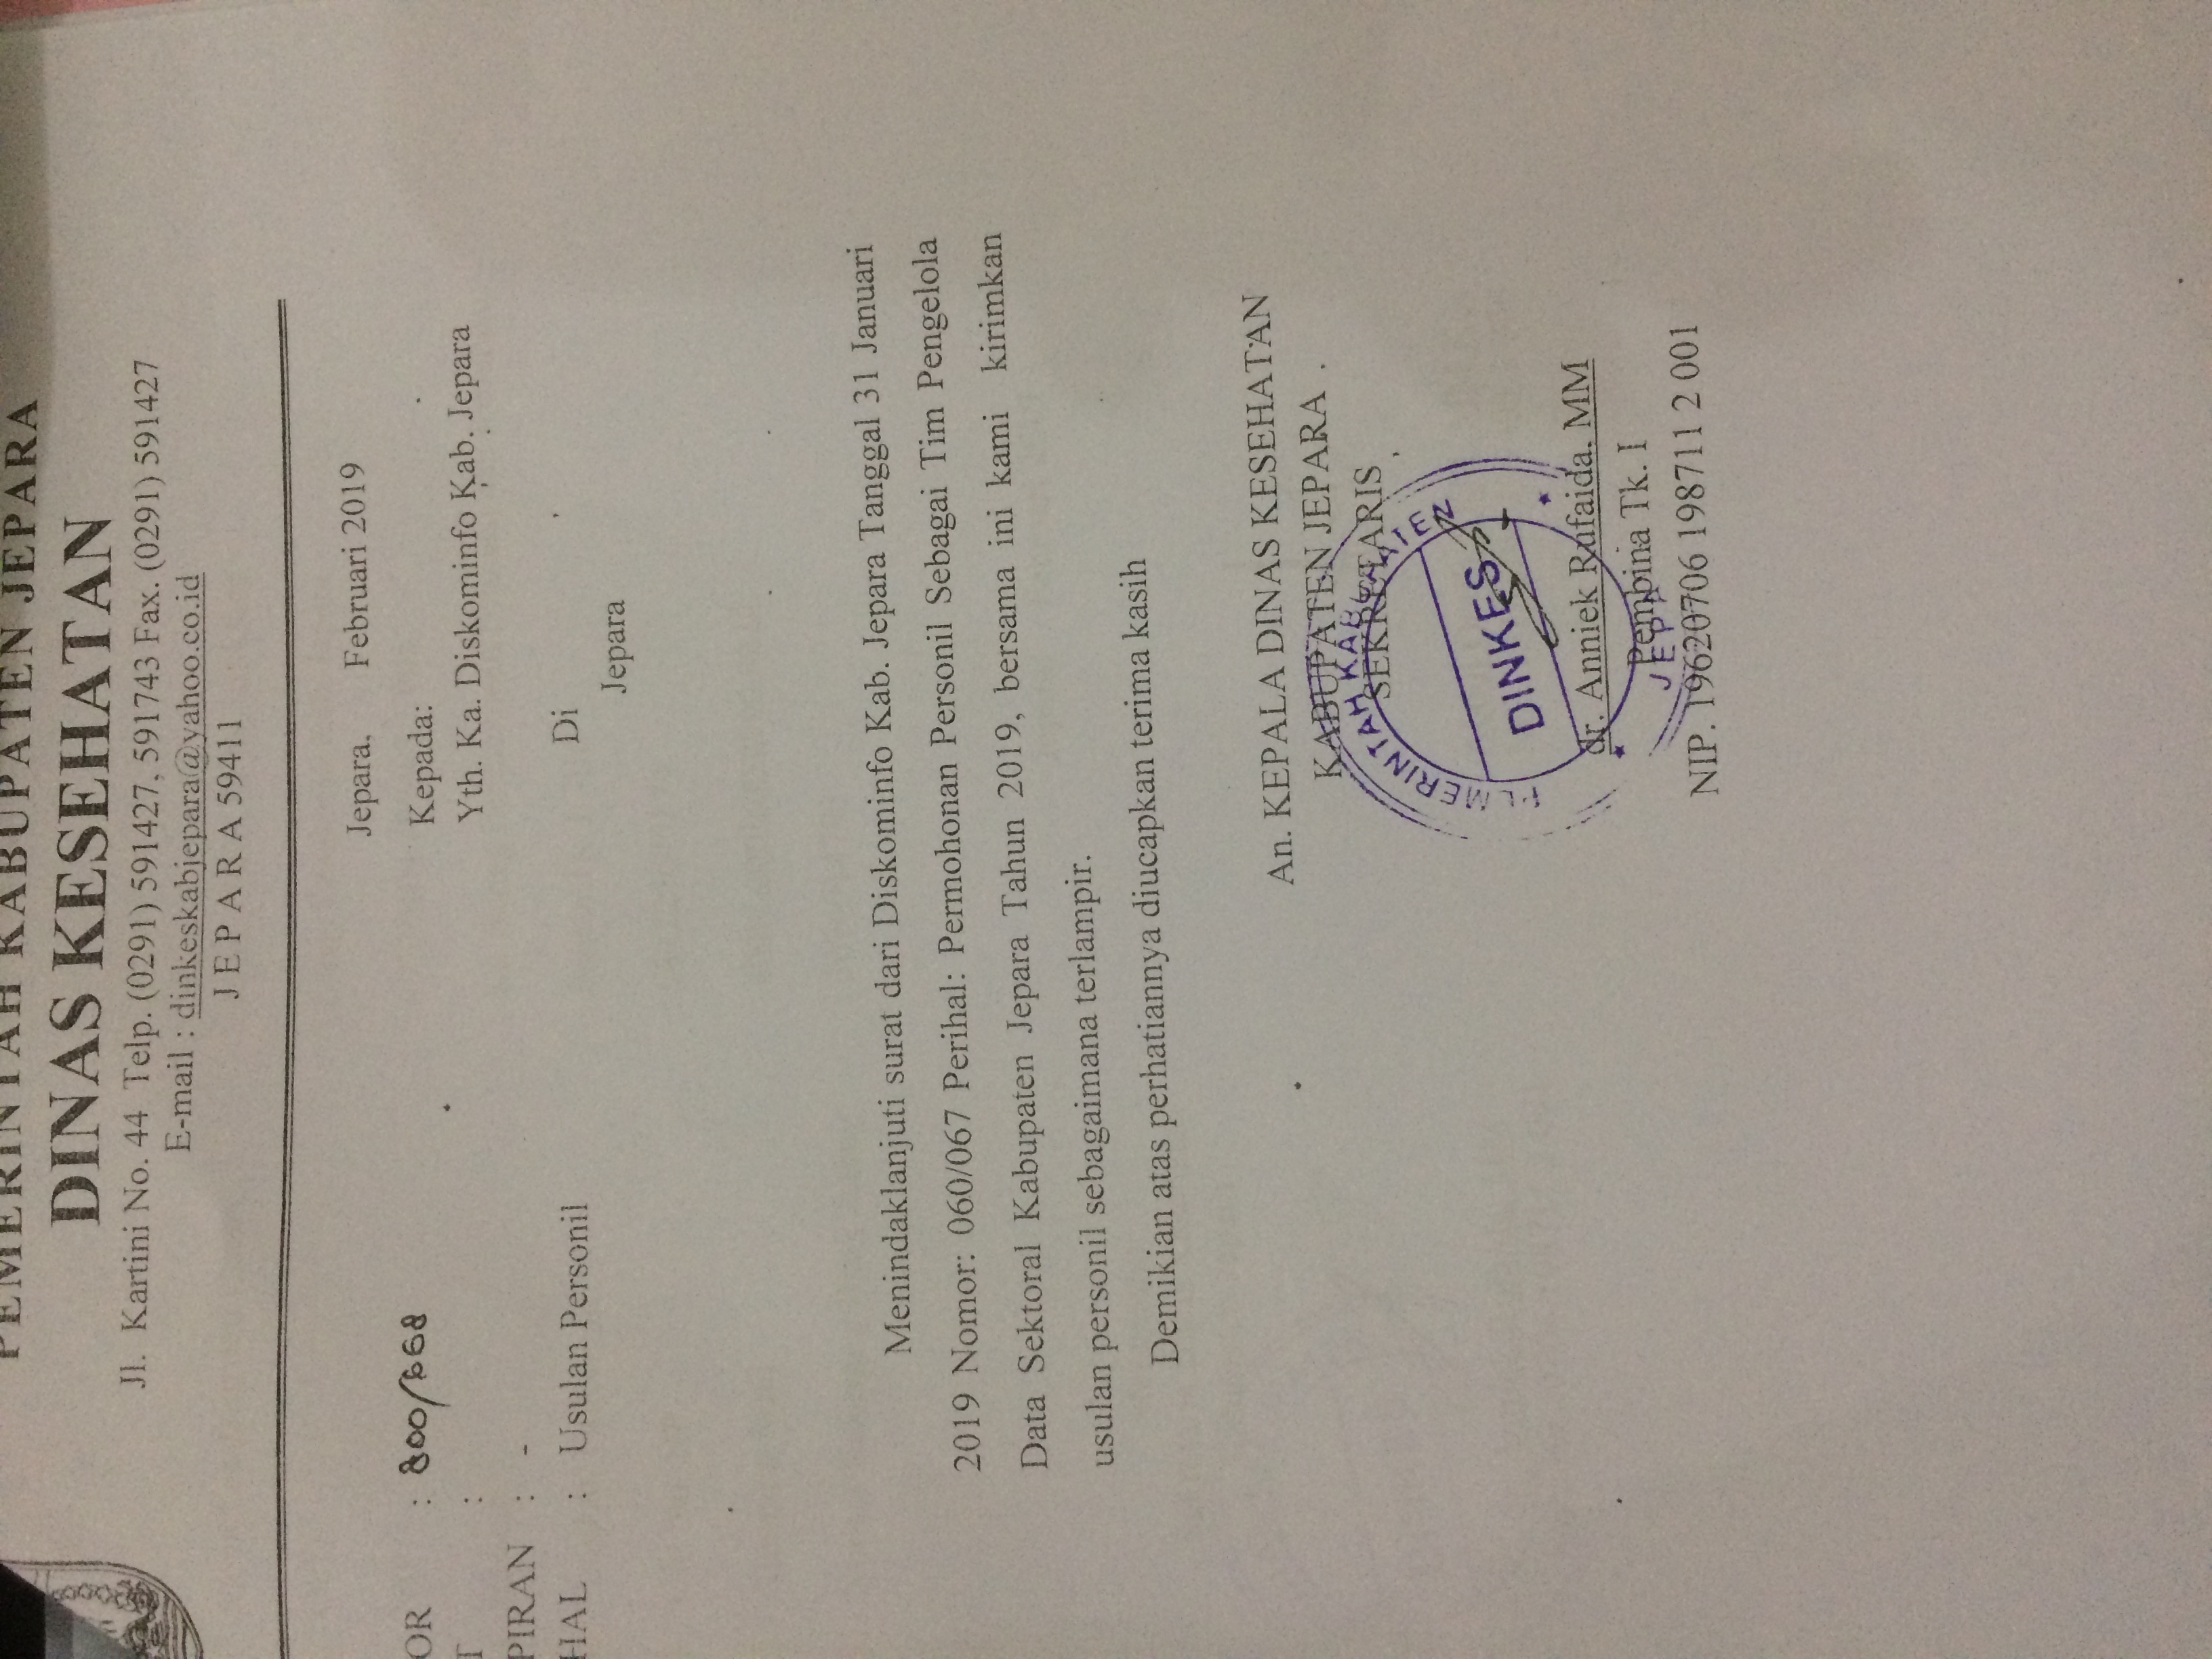 PEMERINTAH KABUPATEN JEPARA
DINAS KESEHATAN
Jl. Kartini No. 44 Telp. (0291) 591427, 591743 Fax. (0291) 591427
E-mail : dinkeskabjepara@yahoo.co.id
J E P A R A 59411
Jepara, Februari 2019
OR : 800/668
Kepada:
T :
Yth. Ka. Diskominfo Kab. Jepara
PIRAN : -
HAL : Usulan Personil
Di
Jepara
Menindaklanjuti surat dari Diskominfo Kab. Jepara Tanggal 31 Januari
2019 Nomor: 060/067 Perihal: Permohonan Personil Sebagai Tim Pengelola
Data Sektoral Kabupaten Jepara Tahun 2019, bersama ini kami kirimkan
usulan personil sebagaimana terlampir.
Demikian atas perhatiannya diucapkan terima kasih
An. KEPALA DINAS KESEHATAN
KABUPATEN JEPARA
SEKRETARIS
PEMERINTAH KABUPATEN
DINKES
JEPA
dr. Anniek Rufaida, MM
Pembina Tk. I
NIP. 19620706 198711 2 001